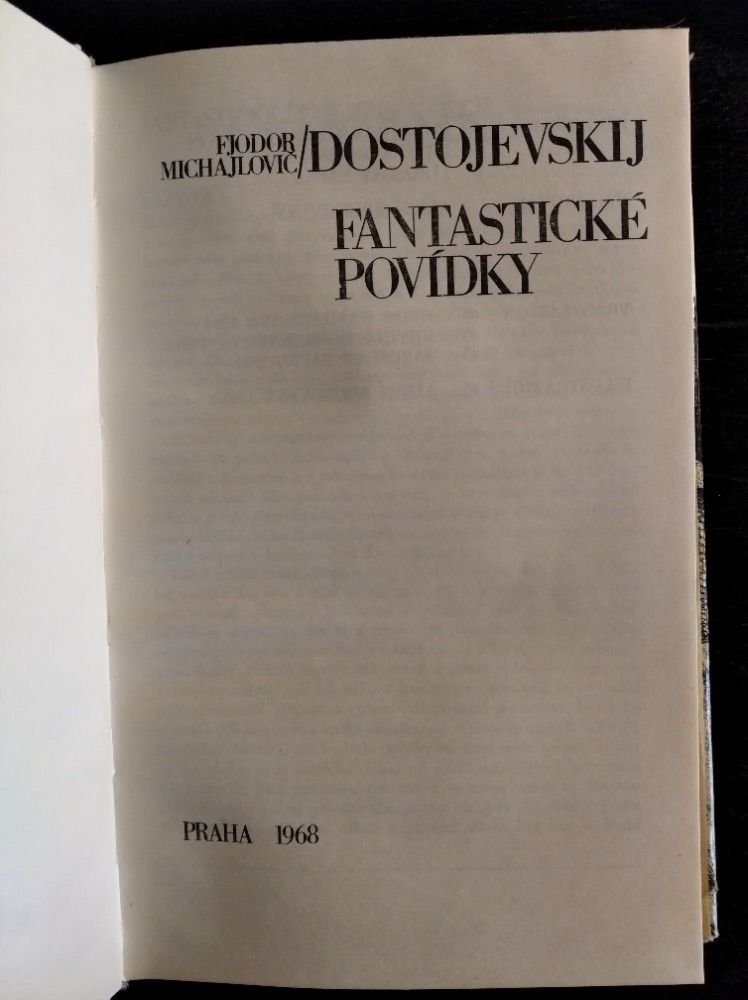 FJODOR
MICHAJLOVIČ/DOSTOJEVSKIJ
FANTASTICKÉ
POVÍDKY
PRAHA 1968